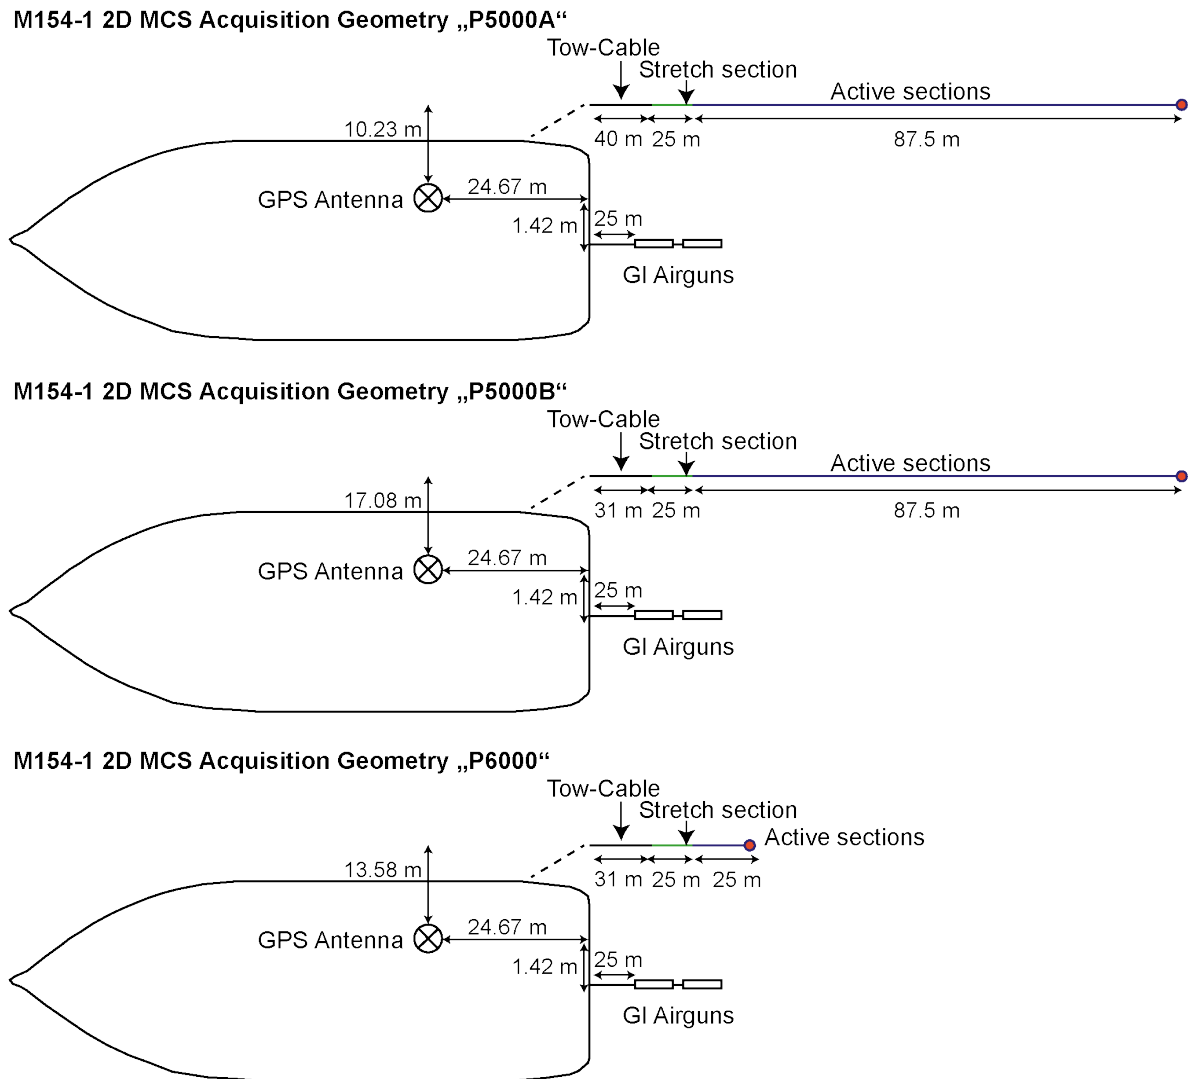 M154-1 2D MCS Acquisition Geometry „P5000A“
Tow-Cable
Stretch section
Active sections
10.23 m
40 m 25 m 87.5 m
GPS Antenna
24.67 m
1.42 m
25 m
GI Airguns
M154-1 2D MCS Acquisition Geometry „P5000B“
Tow-Cable
Stretch section
Active sections
17.08 m
31 m 25 m 87.5 m
GPS Antenna
24.67 m
1.42 m
25 m
GI Airguns
M154-1 2D MCS Acquisition Geometry „P6000“
Tow-Cable
Stretch section
Active sections
13.58 m
31 m 25 m 25 m
GPS Antenna
24.67 m
1.42 m
25 m
GI Airguns